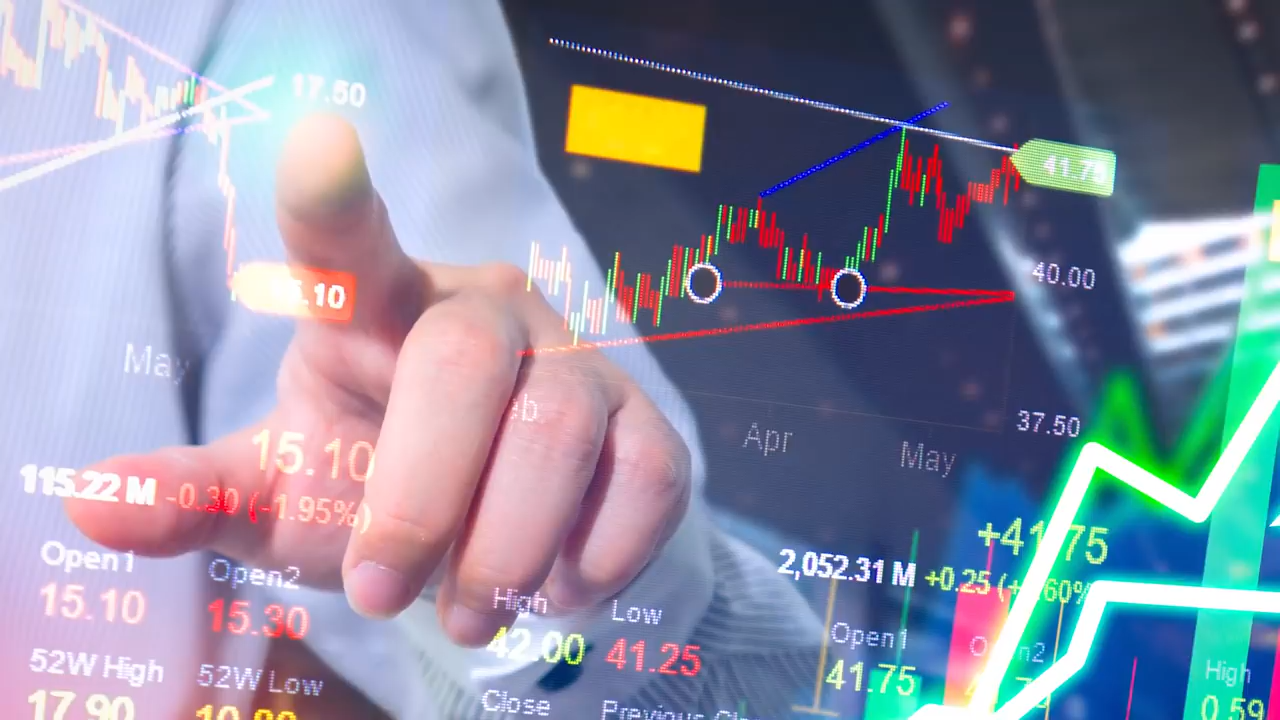 17.50
41.75
40.00
.10
May
37.50
Apr
May
15.10
115.22 M -0.30 (-1.95%)
+41.75
2,052.31 M +0.25
Open1
Open2
15.10
15.30
High
Low
42.00
41.25
Open1
41.75
52W High
52W Low
17.90
Close
High
0.59